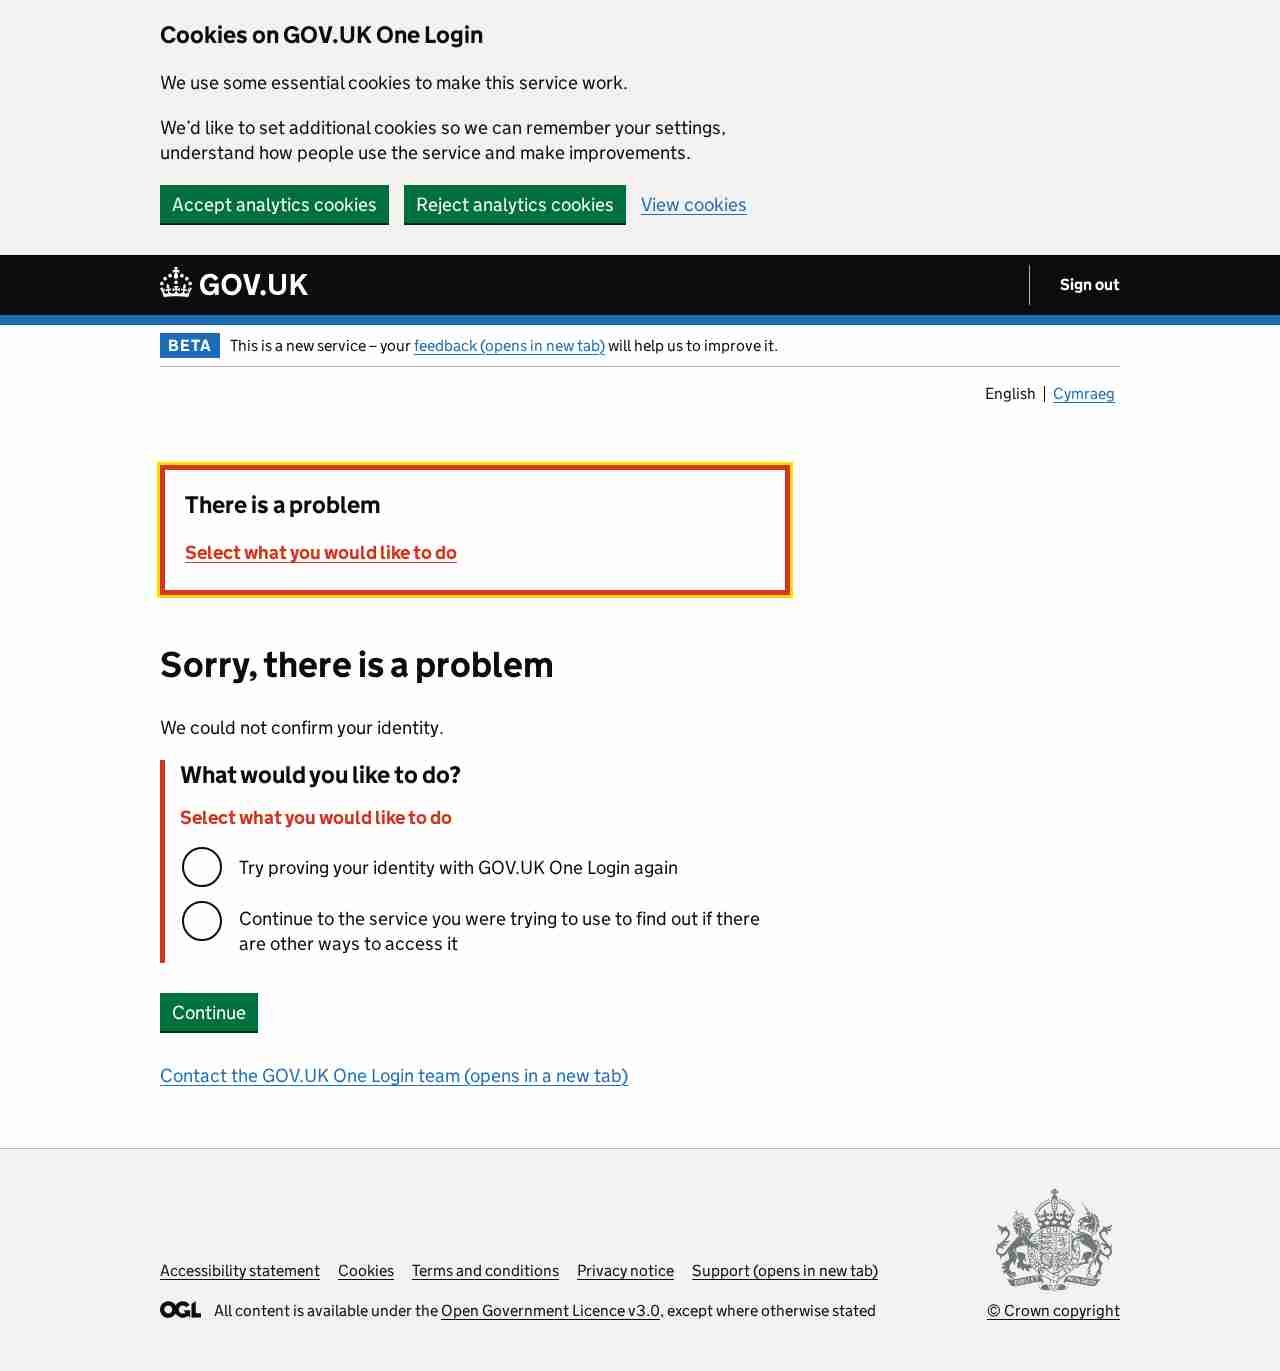 Cookies on GOV.UK One Login
We use some essential cookies to make this service work.
We'd like to set additional cookies so we can remember your settings,
understand how people use the service and make improvements.
Accept analytics cookies Reject analytics cookies View cookies
GOV.UK Sign out
BETA This is a new service – your feedback (opens in new tab) will help us to improve it.
English Cymraeg
There is a problem
Select what you would like to do
Sorry, there is a problem
We could not confirm your identity.
What would you like to do?
Select what you would like to do
Try proving your identity with GOV.UK One Login again
Continue to the service you were trying to use to find out if there
are other ways to access it
Continue
Contact the GOV.UK One Login team (opens in a new tab)
Accessibility statement Cookies Terms and conditions Privacy notice Support (opens in new tab)
OGL All content is available under the Open Government Licence v3.0, except where otherwise stated
© Crown copyright